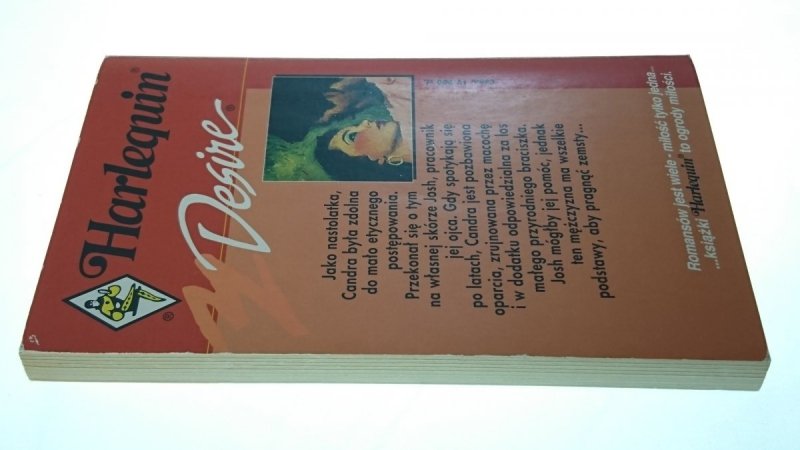 Harlequin®
Desire®
Jako nastolatka,
Candra była zdolna
do mało etycznego
postępowania.
Przekonał się o tym
na własnej skórze Josh, pracownik
jej ojca. Gdy spotykają się
po latach, Candra jest pozbawiona
oparcia, zrujnowana przez macochę
i w dodatku odpowiedzialna za los
małego przyrodniego braciszka.
Josh mógłby jej pomóc, jednak
ten mężczyzna ma wszelkie
podstawy, aby pragnąć zemsty...
Romansów jest wiele - miłość tylko jedna...
...książki Harlequin® to ogrody miłości.